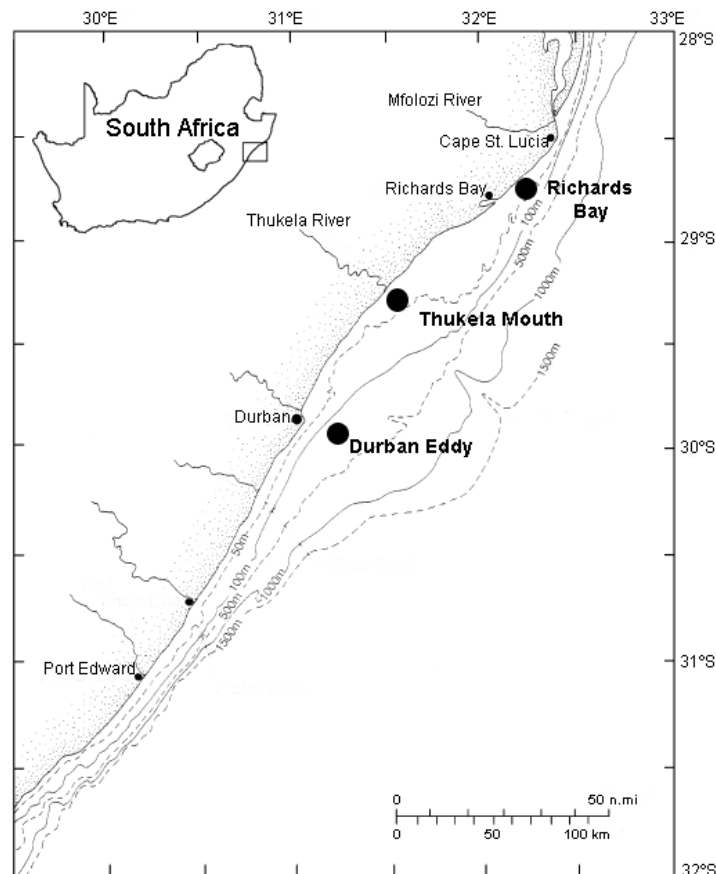 30°E
31°E
32°E
33°E
28°S
Mfolozi River
South Africa
Cape St. Lucia
Richards Bay
Richards
Bay
100m
Thukela River
500m
29°S
1000m
Thukela Mouth
1500m
Durban
Durban Eddy
30°S
50m
100m
500m
1000m
1500m
Port Edward
31°S
0
50 n.mi
0
50
100 km
32°S